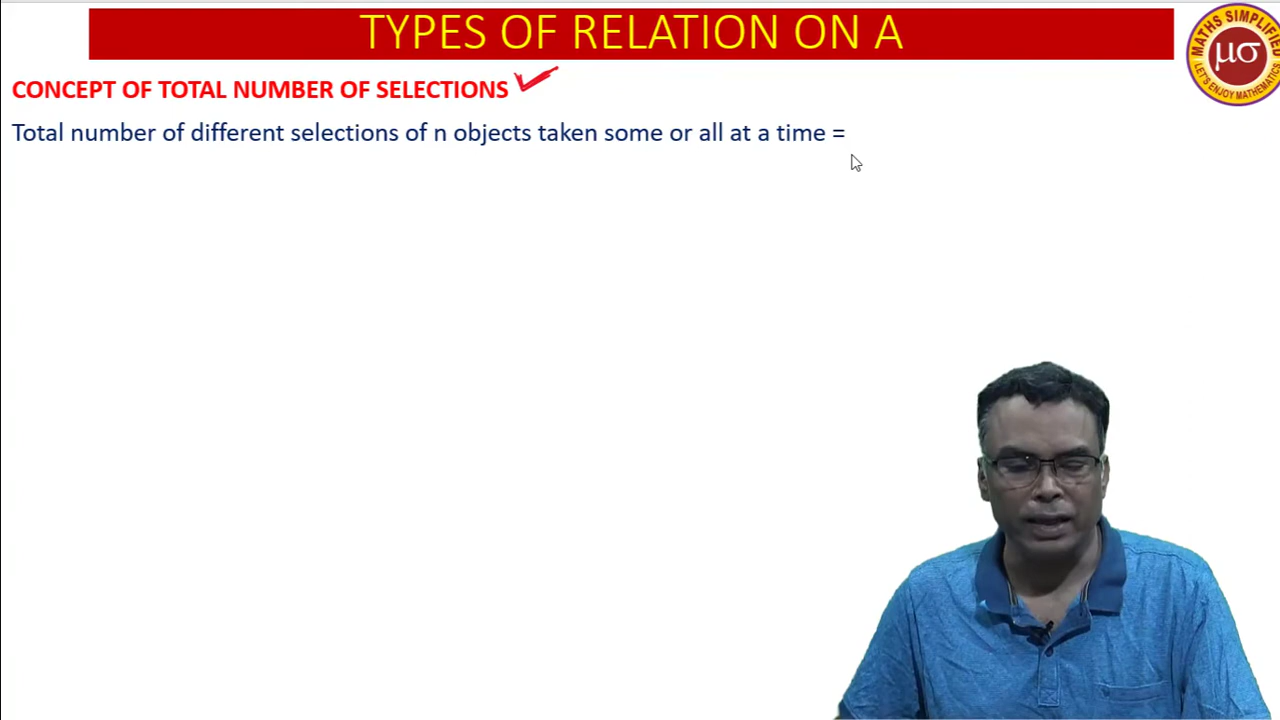 TYPES OF RELATION ON A
MATHS SIMPLIFIED
μσ
LET'S ENJOY MATHEMATICS
CONCEPT OF TOTAL NUMBER OF SELECTIONS
Total number of different selections of n objects taken some or all at a time =